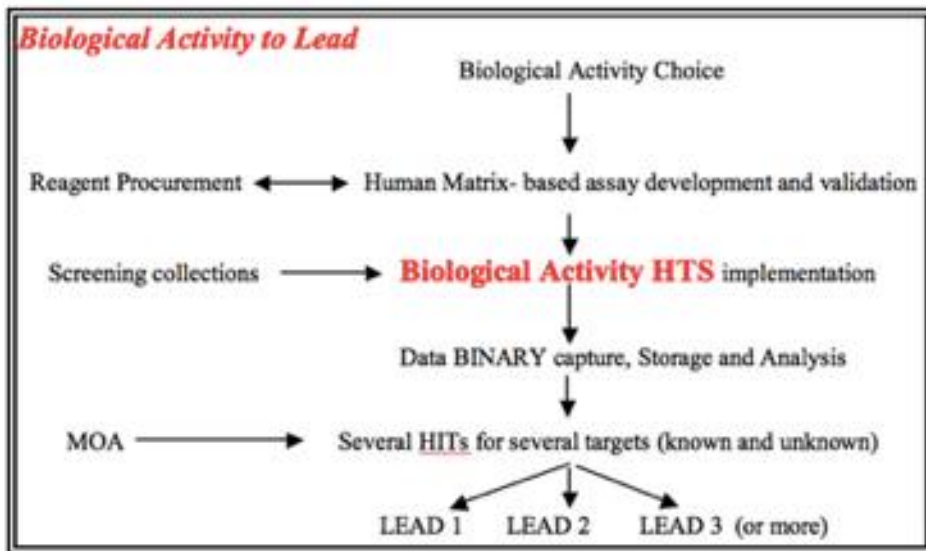 Biological Activity to Lead
Biological Activity Choice
Reagent Procurement Human Matrix- based assay development and validation
Screening collections Biological Activity HTS implementation
Data BINARY capture, Storage and Analysis
MOA Several HITs for several targets (known and unknown)
LEAD 1 LEAD 2 LEAD 3 (or more)